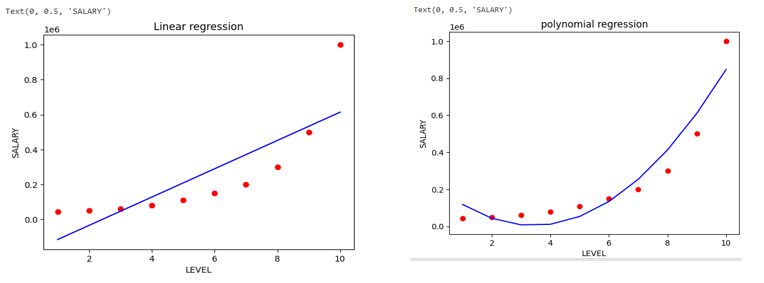 Text(0, 0.5, 'SALARY')
Linear regression
1e6
1.0
0.8
0.6
0.4
0.2
0.0
SALARY
2 4 6 8 10
LEVEL
Text(0, 0.5, 'SALARY')
polynomial regression
1e6
1.0
0.8
0.6
0.4
0.2
0.0
SALARY
2 4 6 8 10
LEVEL